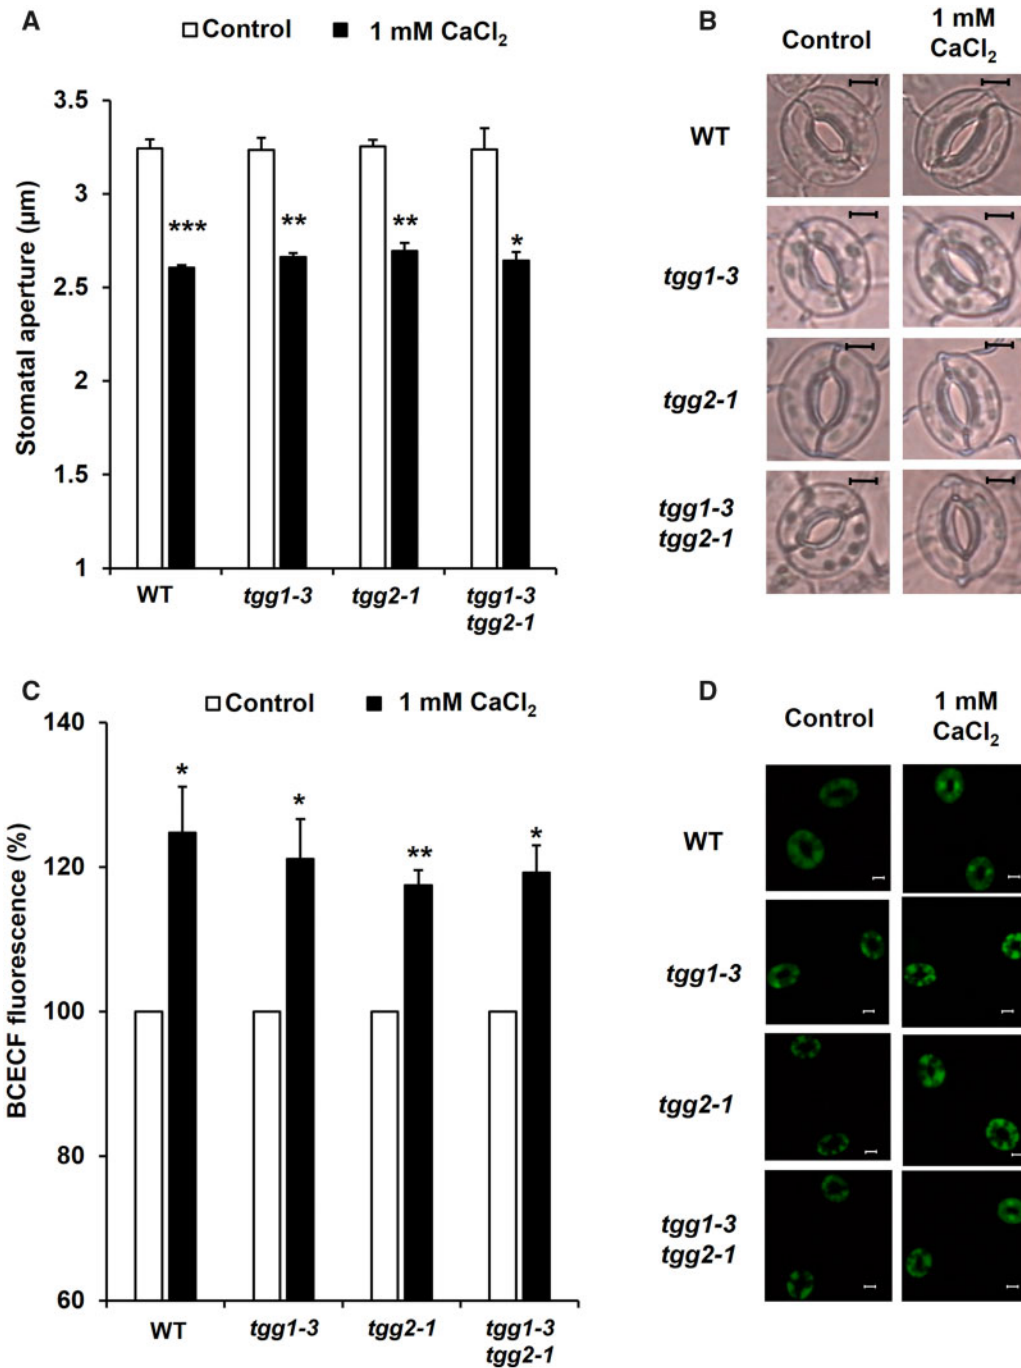 A
Control 1 mM CaCl₂
Stomatal aperture (µm)
3.5
3
2.5
2
1.5
1
***
**
**
*
WT
tgg1-3
tgg2-1
tgg1-3
tgg2-1
B
Control
1 mM
CaCl₂
WT
tgg1-3
tgg2-1
tgg1-3
tgg2-1
C
Control 1 mM CaCl₂
BCECF fluorescence (%)
140
120
100
80
60
*
*
**
*
WT
tgg1-3
tgg2-1
tgg1-3
tgg2-1
D
Control
1 mM
CaCl₂
WT
tgg1-3
tgg2-1
tgg1-3
tgg2-1